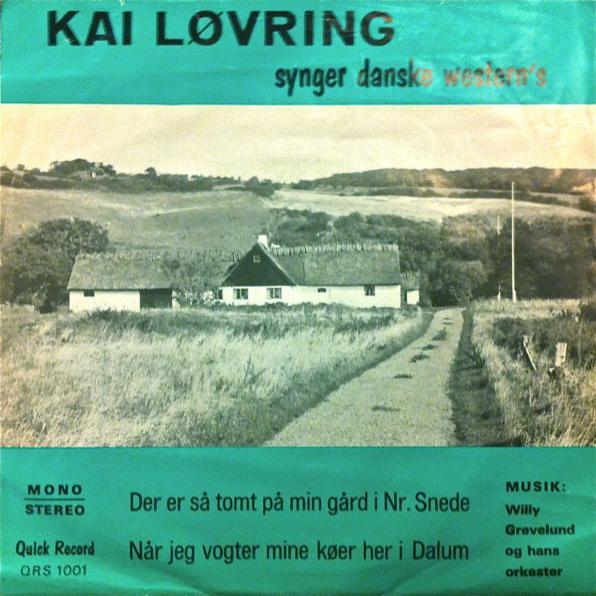 KAI LØVRING
synger danske western's
MONO
STEREO
Der er så tomt på min gård i Nr. Snede
Når jeg vogter mine køer her i Dalum
Quick Record
QRS 1001
MUSIK:
Willy
Grevelund
og hans
orkester